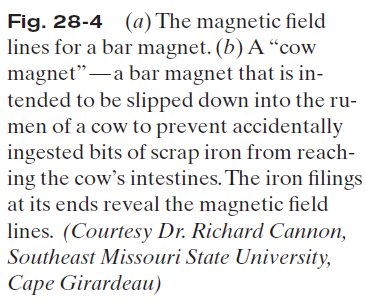 Fig. 28-4 (a) The magnetic field
lines for a bar magnet. (b) A “cow
magnet”—a bar magnet that is in-
tended to be slipped down into the ru-
men of a cow to prevent accidentally
ingested bits of scrap iron from reach-
ing the cow’s intestines. The iron filings
at its ends reveal the magnetic field
lines. (Courtesy Dr. Richard Cannon,
Southeast Missouri State University,
Cape Girardeau)